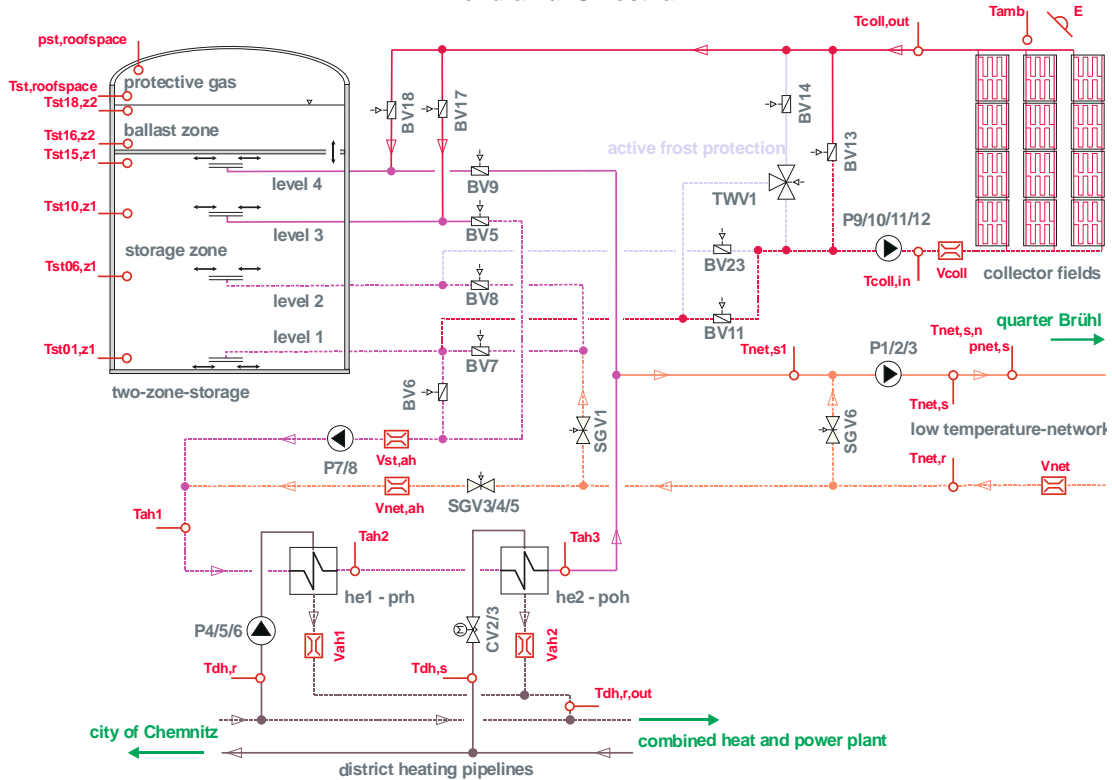 Tcoll,out
Tamb
E
pst,roofspace
protective gas
Tst,roofspace
Tst18,z2
BV18
BV17
BV14
BV13
ballast zone
Tst16,z2
Tst15,z1
active frost protection
level 4
BV9
TWV1
Tst10,z1
level 3
BV5
P9/10/11/12
storage zone
Tst06,z1
BV23
Tcoll,in
Vcoll
collector fields
level 2
BV8
quarter Brühl
level 1
BV11
Tnet,s,n
pnet,s
Tst01,z1
BV7
Tnet,s1
P1/2/3
two-zone-storage
BV6
SGV1
SGV6
Tnet,s
low temperature-network
P7/8
Vst,ah
Tnet,r
Vnet
Vnet,ah
SGV3/4/5
Tah1
Tah2
Tah3
he1 - prh
he2 - poh
P4/5/6
Vah1
CV2/3
M
Vah2
Tdh,r
Tdh,s
Tdh,r,out
city of Chemnitz
combined heat and power plant
district heating pipelines